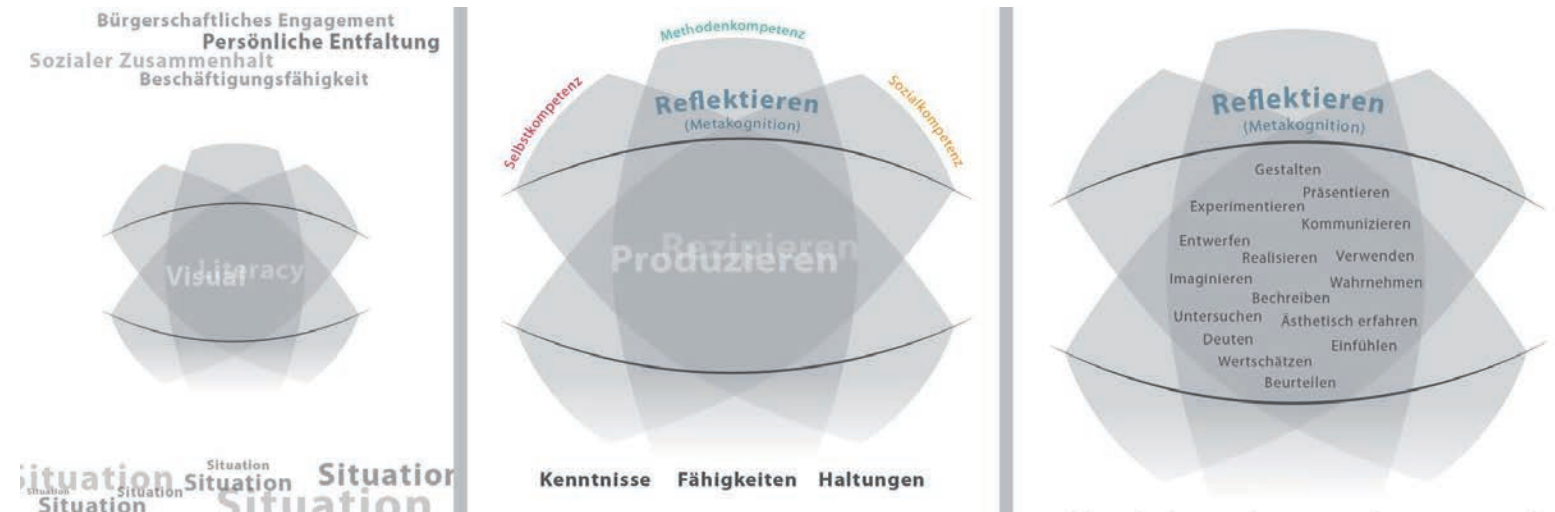 Bürgerschaftliches Engagement
Persönliche Entfaltung
Sozialer Zusammenhalt
Beschäftigungsfähigkeit
Visual Literacy
Situation
Situation
Situation
Situation
Situation
Situation
Situation
Situation
Methodenkompetenz
Selbstkompetenz
Sozialkompetenz
Reflektieren
(Metakognition)
Rezipieren
Produzieren
Kenntnisse Fähigkeiten Haltungen
Reflektieren
(Metakognition)
Gestalten
Präsentieren
Experimentieren
Kommunizieren
Entwerfen
Realisieren Verwenden
Imaginieren
Wahrnehmen
Bechreiben
Untersuchen
Ästhetisch erfahren
Deuten
Einfühlen
Wertschätzen
Beurteilen